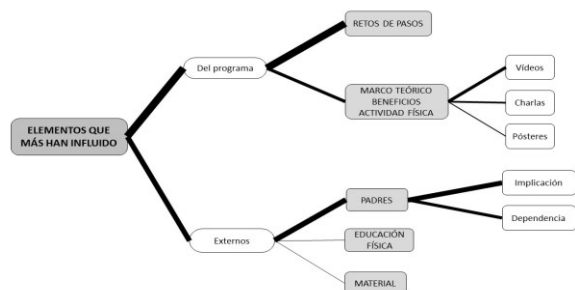 RETOS DE PASOS
Del programa
Vídeos
MARCO TEÓRICO
BENEFICIOS
ACTIVIDAD FÍSICA
Charlas
Pósteres
ELEMENTOS QUE
MÁS HAN INFLUIDO
Implicación
PADRES
Dependencia
Externos
EDUCACIÓN
FÍSICA
MATERIAL